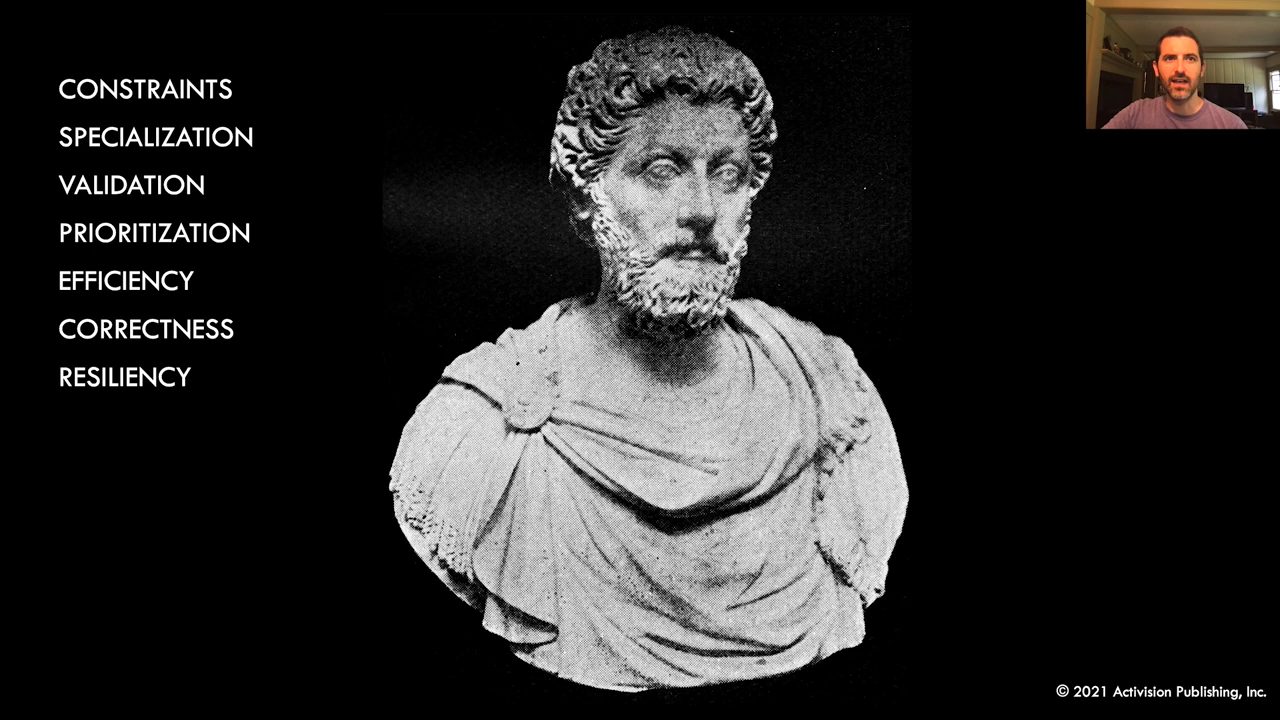 CONSTRAINTS
SPECIALIZATION
VALIDATION
PRIORITIZATION
EFFICIENCY
CORRECTNESS
RESILIENCY
© 2021 Activision Publishing, Inc.